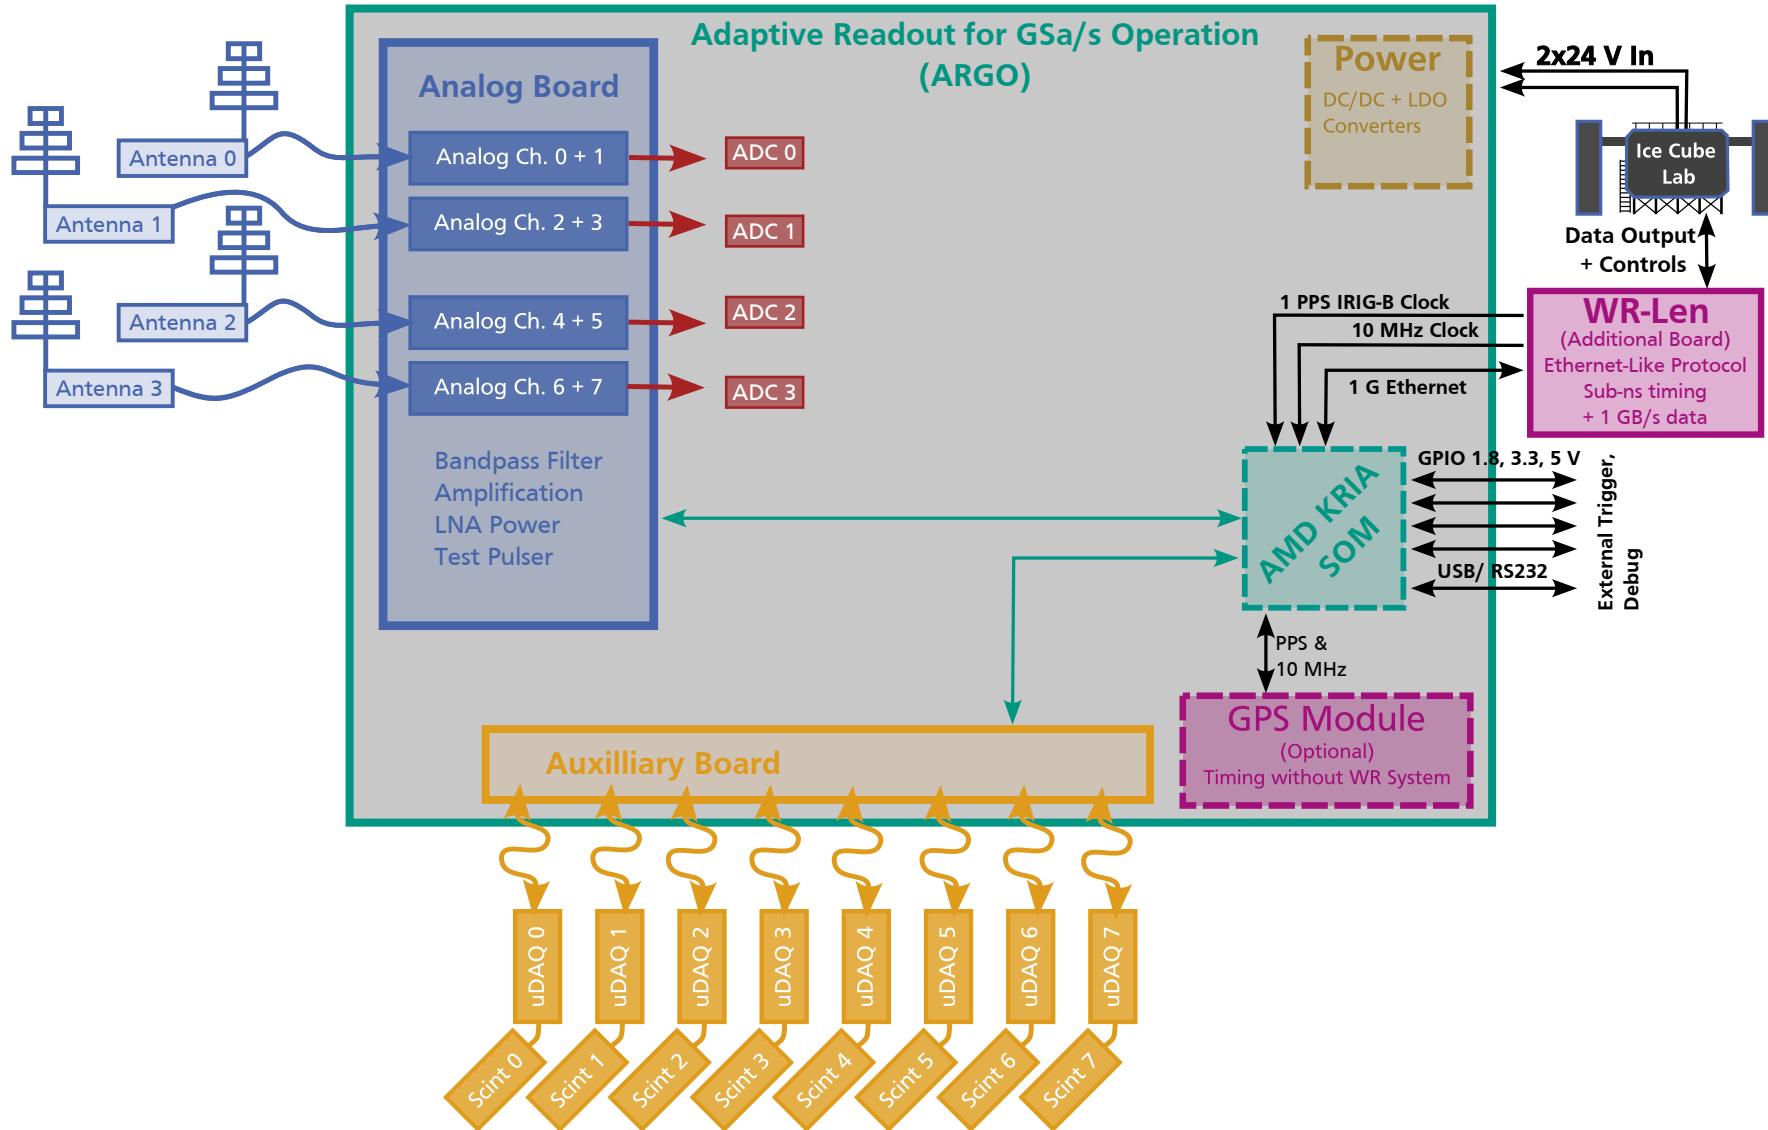 Adaptive Readout for GSa/s Operation
(ARGO)
Analog Board
Antenna 0
Antenna 1
Antenna 2
Antenna 3
Analog Ch. 0 + 1
Analog Ch. 2 + 3
Analog Ch. 4 + 5
Analog Ch. 6 + 7
Bandpass Filter
Amplification
LNA Power
Test Pulser
ADC 0
ADC 1
ADC 2
ADC 3
Power
DC/DC + LDO
Converters
2x24 V In
Ice Cube
Lab
Data Output
+ Controls
WR-Len
(Additional Board)
Ethernet-Like Protocol
Sub-ns timing
+ 1 GB/s data
1 PPS IRIG-B Clock
10 MHz Clock
1 G Ethernet
AMD KRIA
SOM
GPIO 1.8, 3.3, 5 V
USB/ RS232
External Trigger,
Debug
PPS &
10 MHz
GPS Module
(Optional)
Timing without WR System
Auxilliary Board
uDAQ 0
uDAQ 1
uDAQ 2
uDAQ 3
uDAQ 4
uDAQ 5
uDAQ 6
uDAQ 7
Scint 0
Scint 1
Scint 2
Scint 3
Scint 4
Scint 5
Scint 6
Scint 7